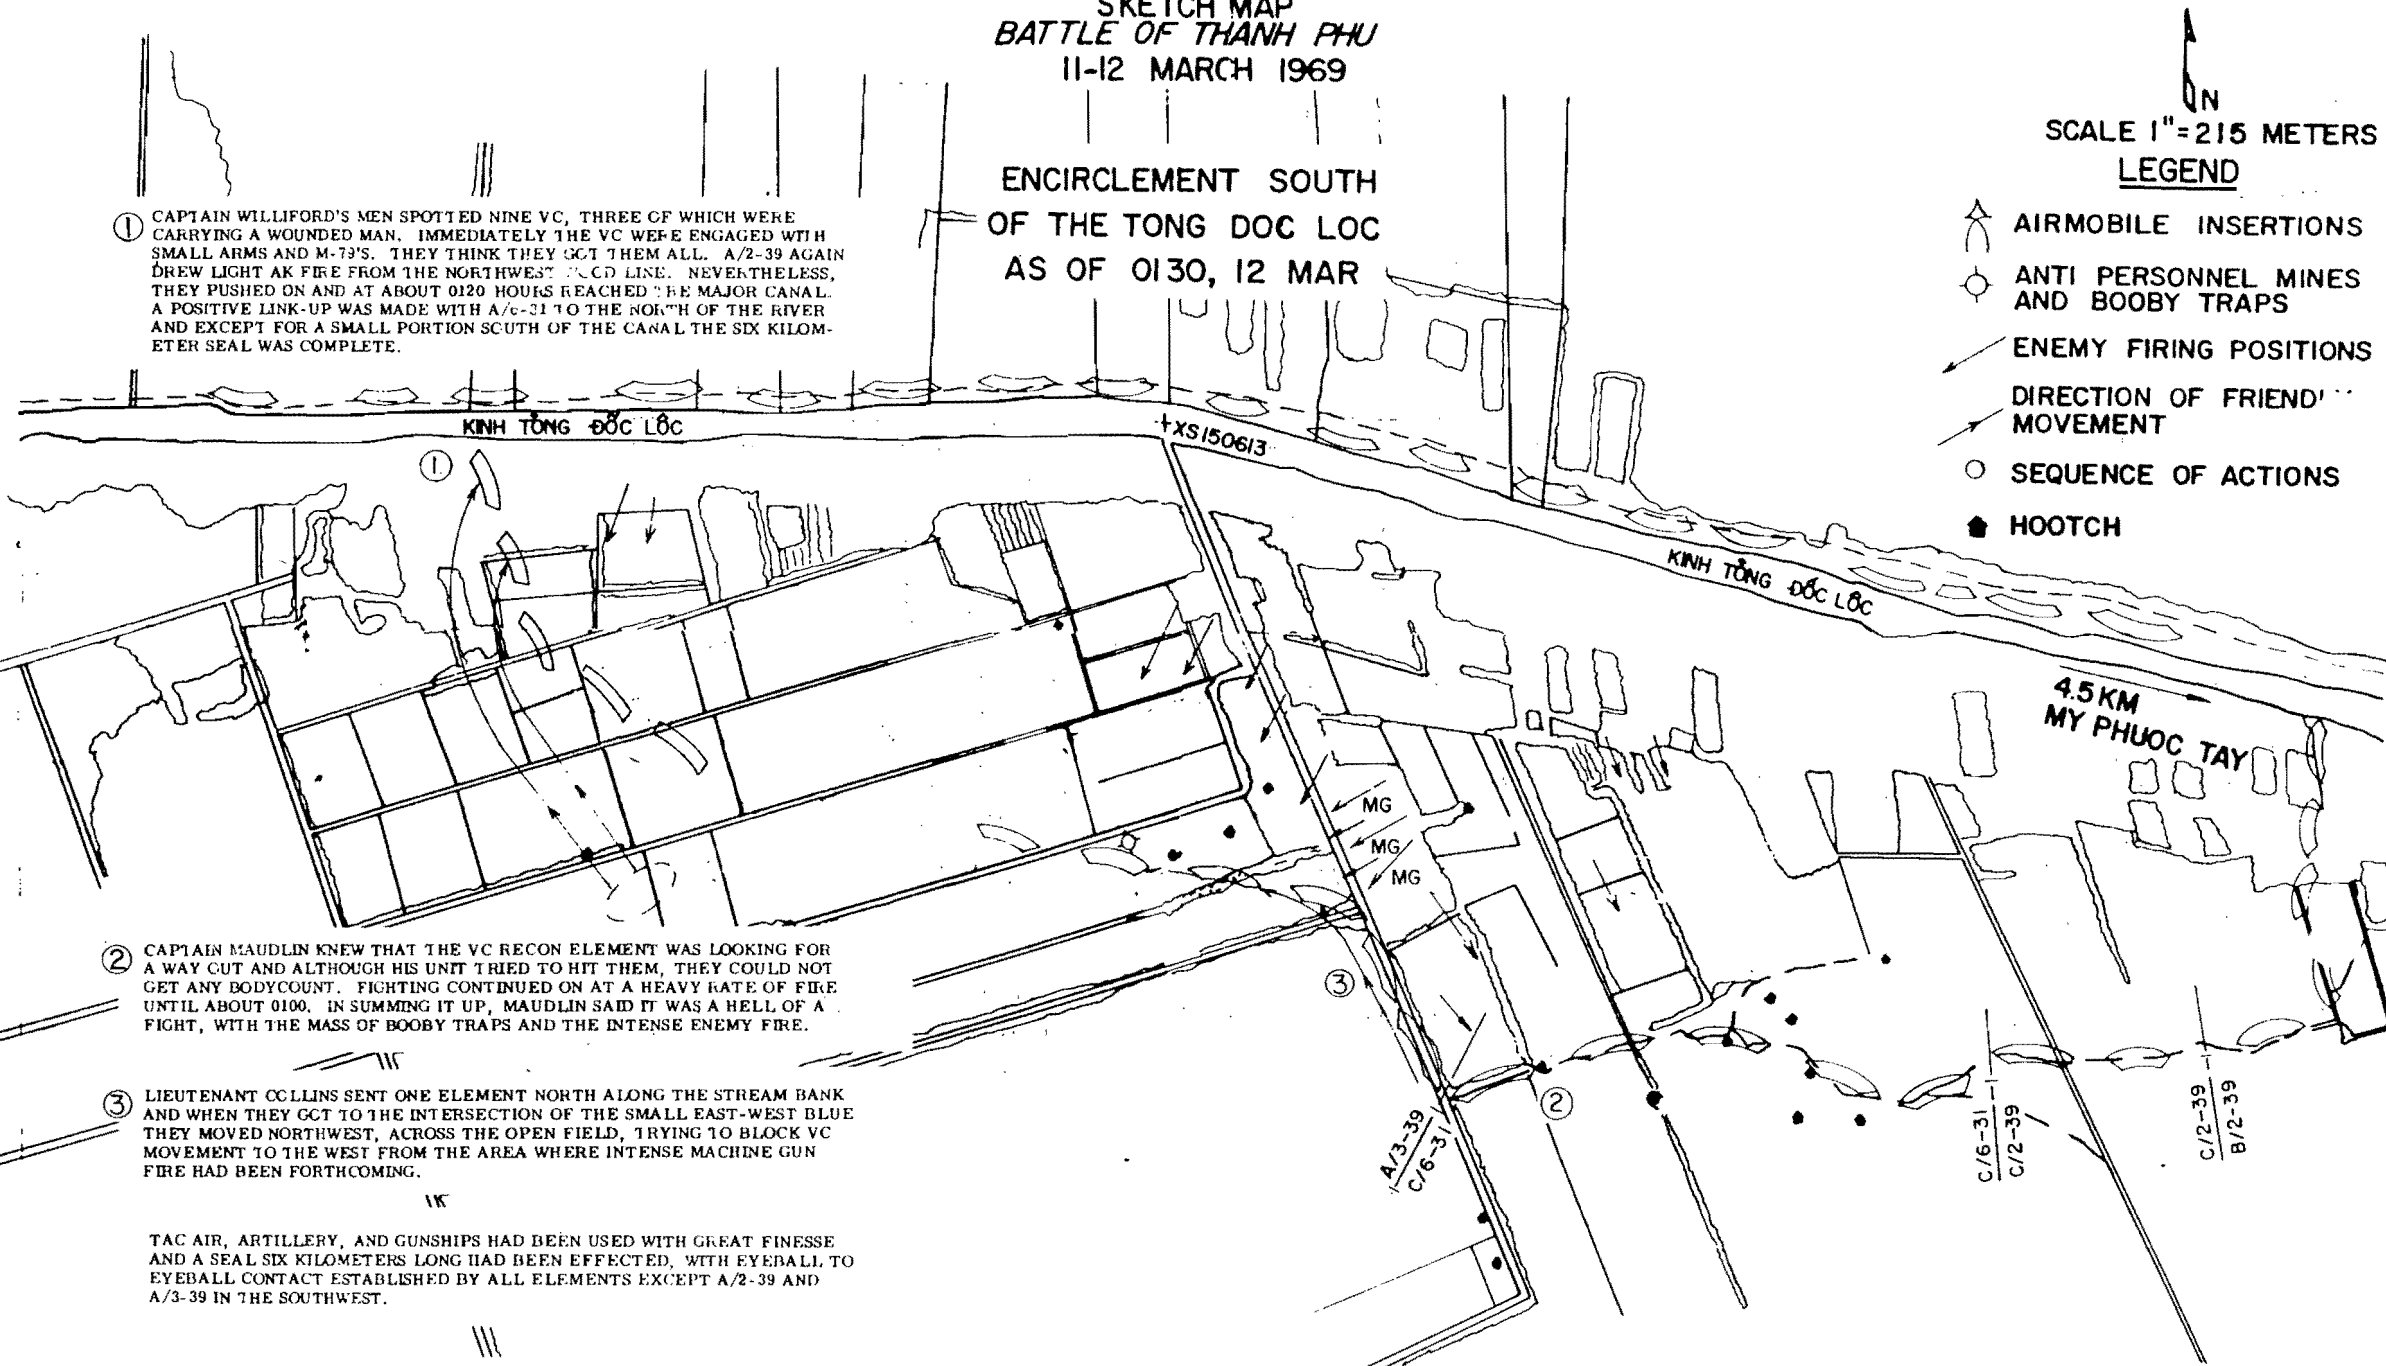 SKETCH MAP
BATTLE OF THANH PHU
11-12 MARCH 1969
ENCIRCLEMENT SOUTH
OF THE TONG DOC LOC
AS OF 0130, 12 MAR
N
SCALE 1"=215 METERS
LEGEND
AIRMOBILE INSERTIONS
ANTI PERSONNEL MINES
AND BOOBY TRAPS
ENEMY FIRING POSITIONS
DIRECTION OF
MOVEMENT
SEQUENCE OF ACTIONS
HOOTCH
1 CAPTAIN WILLIFORD'S MEN SPOTTED NINE VC, THREE OF WHICH WERE
CARRYING A WOUNDED MAN. IMMEDIATELY THE VC WERE ENGAGED WITH
SMALL ARMS AND M-79'S. THEY THINK THEY GOT THEM ALL. A/2-39 AGAIN
DREW LIGHT AK FIRE FROM THE NORTHWEST LINE. NEVERTHELESS,
THEY PUSHED ON AND AT ABOUT 0120 HOURS REACHED THE MAJOR CANAL.
A POSITIVE LINK-UP WAS MADE WITH A/6-31 TO THE NORTH OF THE RIVER
AND EXCEPT FOR A SMALL PORTION SOUTH OF THE CANAL THE SIX KILOM-
ETER SEAL WAS COMPLETE.
KINH TỔNG ĐỐC LỘC
XS150613
1
KINH TỔNG ĐỐC LỘC
4.5 KM
MY PHUOC TAY
MG
MG
MG
2 CAPTAIN MAUDLIN KNEW THAT THE VC RECON ELEMENT WAS LOOKING FOR
A WAY OUT AND ALTHOUGH HIS UNIT TRIED TO HIT THEM, THEY COULD NOT
GET ANY BODYCOUNT. FIGHTING CONTINUED ON AT A HEAVY RATE OF FIRE
UNTIL ABOUT 0100. IN SUMMING IT UP, MAUDLIN SAID IT WAS A HELL OF A
FIGHT, WITH THE MASS OF BOOBY TRAPS AND THE INTENSE ENEMY FIRE.
3
2
3 LIEUTENANT COLLINS SENT ONE ELEMENT NORTH ALONG THE STREAM BANK
AND WHEN THEY GOT TO THE INTERSECTION OF THE SMALL EAST-WEST BLUE
THEY MOVED NORTHWEST, ACROSS THE OPEN FIELD, TRYING TO BLOCK VC
MOVEMENT TO THE WEST FROM THE AREA WHERE INTENSE MACHINE GUN
FIRE HAD BEEN FORTHCOMING.
A/3-39
C/6-31
C/6-31
C/2-39
C/2-39
B/2-39
TAC AIR, ARTILLERY, AND GUNSHIPS HAD BEEN USED WITH GREAT FINESSE
AND A SEAL SIX KILOMETERS LONG HAD BEEN EFFECTED, WITH EYEBALL TO
EYEBALL CONTACT ESTABLISHED BY ALL ELEMENTS EXCEPT A/2-39 AND
A/3-39 IN THE SOUTHWEST.